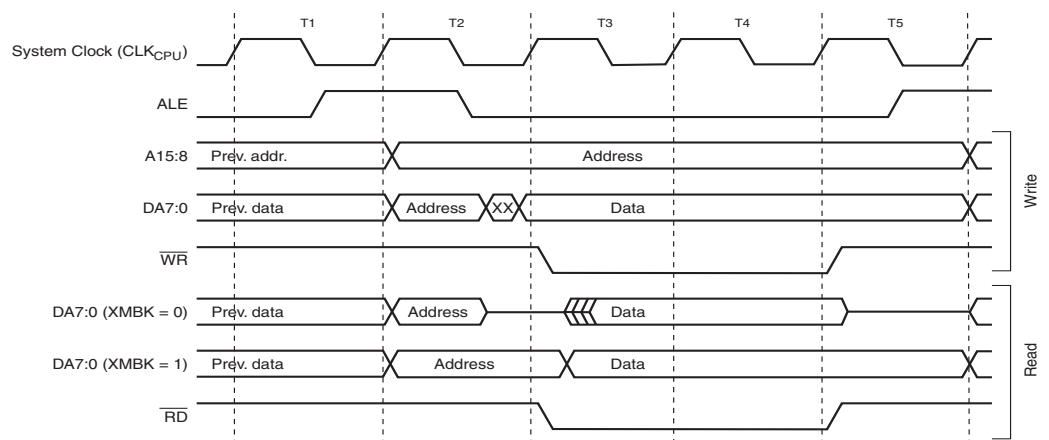 T1 T2 T3 T4 T5
System Clock (CLKCPU)
ALE
A15:8 Prev. addr. Address
DA7:0 Prev. data Address XX Data
WR
DA7:0 (XMBK = 0) Prev. data Address Data
DA7:0 (XMBK = 1) Prev. data Address Data
RD
Write
Read